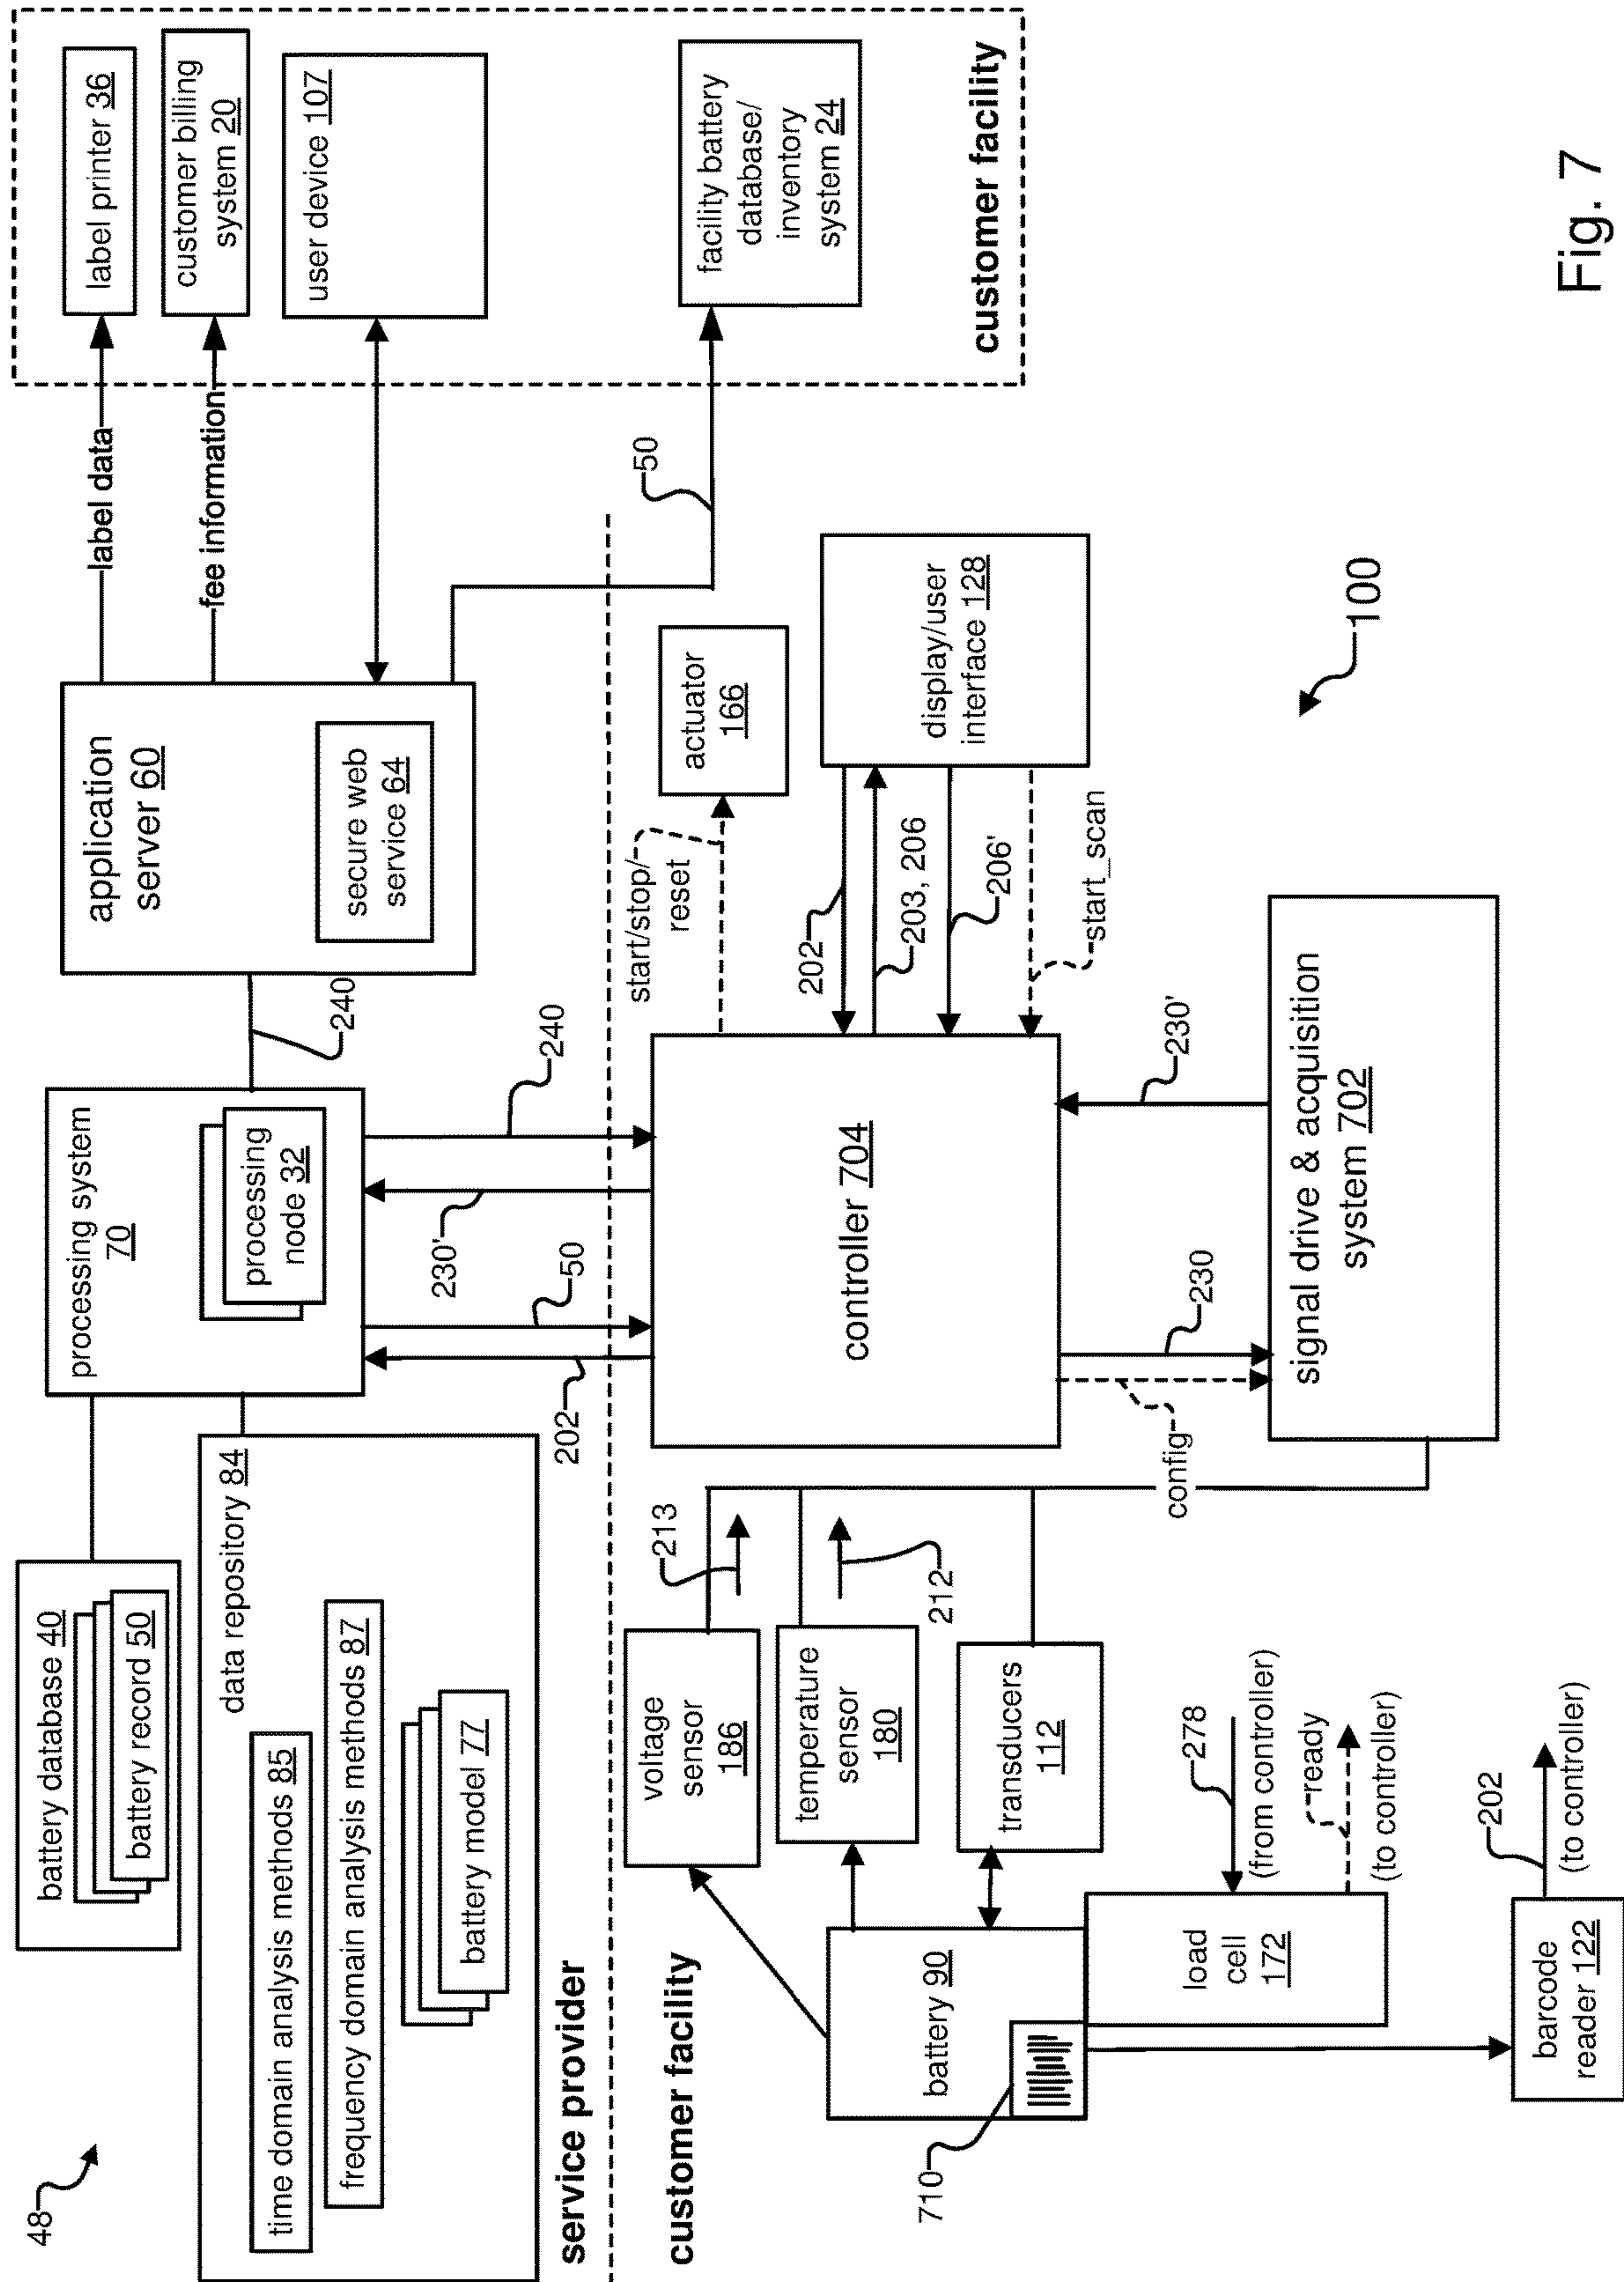 48
battery database 40
battery record 50
data repository 84
time domain analysis methods 85
frequency domain analysis methods 87
battery model 77
service provider
processing system
70
processing
node 32
240
application
server 60
secure web
service 64
label data
fee information
label printer 36
customer billing
system 20
user device 107
facility battery
database/
inventory
system 24
customer facility
50
202
50
230'
240
customer facility
voltage
sensor
186
213
temperature
sensor
180
212
transducers
112
battery 90
710
load
cell
172
278
(from controller)
ready
(to controller)
barcode
reader 122
202
(to controller)
controller 704
start/stop/
reset
actuator
166
display/user
interface 128
202
203, 206
206'
start_scan
config
230
230'
signal drive & acquisition
system 702
100
Fig. 7